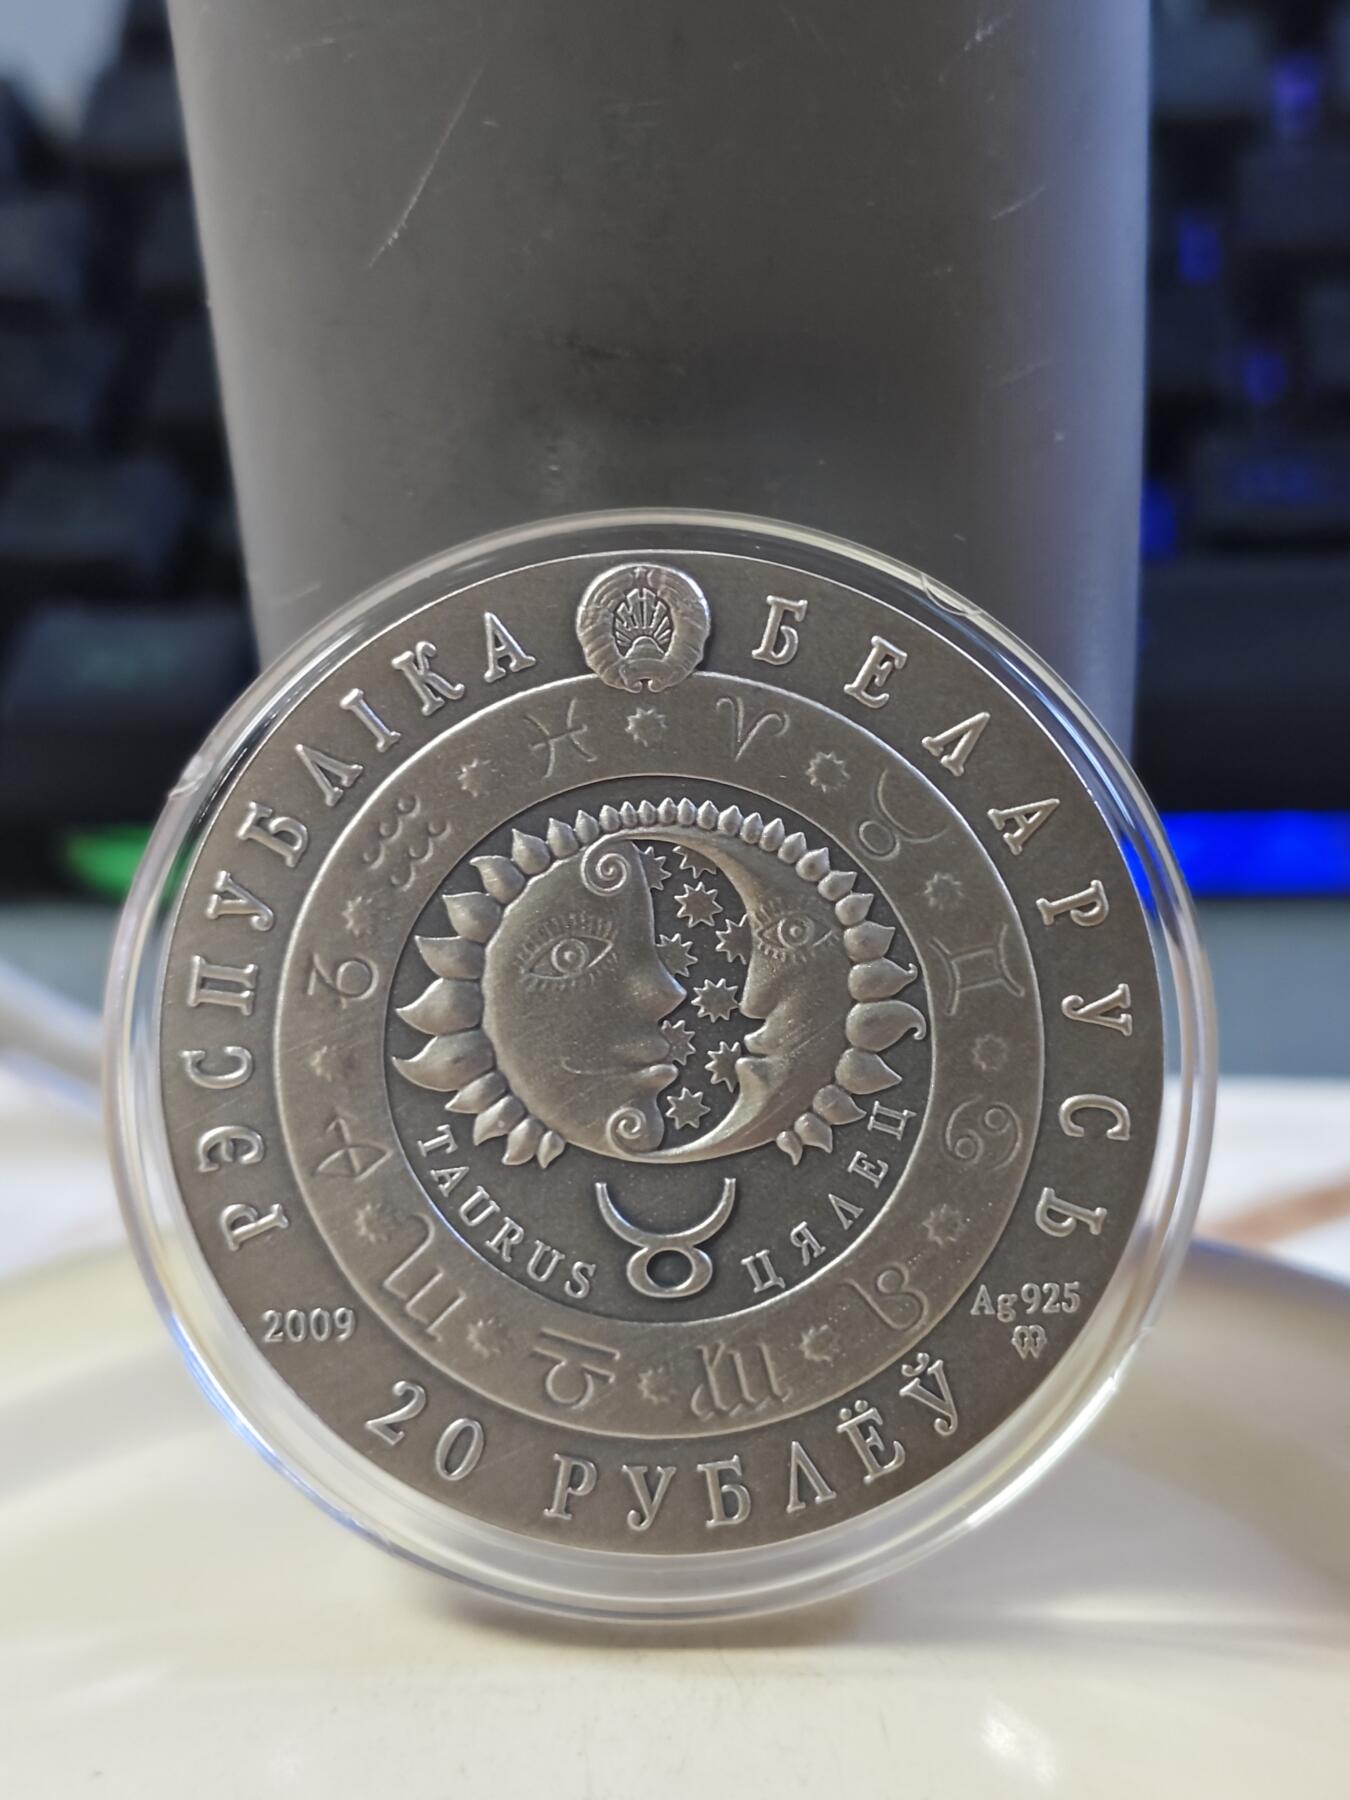 РЭСПУБЛІКА БЕЛАРУСЬ
TAURUS ЦЯЛЕЦ
2009
Ag 925
20 РУБЛЁЎ